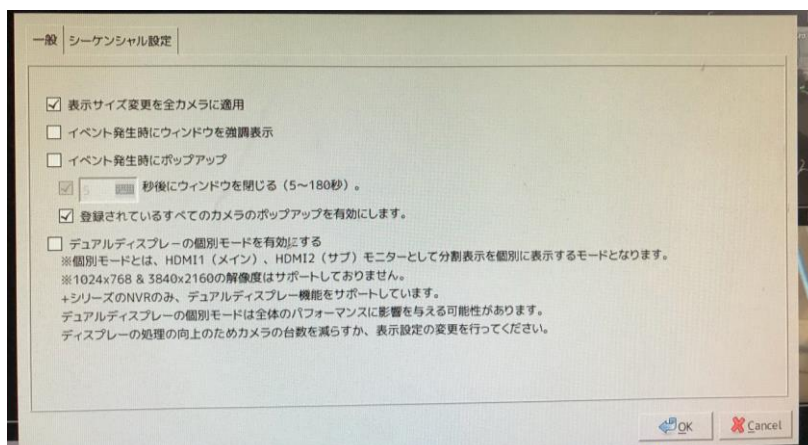 一般 シーケンシャル設定
表示サイズ変更を全カメラに適用
イベント発生時にウィンドウを強調表示
イベント発生時にポップアップ
5 秒後にウィンドウを閉じる（5～180秒）。
登録されているすべてのカメラのポップアップを有効にします。
デュアルディスプレーの個別モードを有効にする
※個別モードとは、HDMI1（メイン）、HDMI2（サブ）モニターとして分割表示を個別に表示するモードとなります。
※1024x768 & 3840x2160の解像度はサポートしておりません。
+シリーズのNVRのみ、デュアルディスプレー機能をサポートしています。
デュアルディスプレーの個別モードは全体のパフォーマンスに影響を与える可能性があります。
ディスプレーの処理の向上のためカメラの台数を減らすか、表示設定の変更を行ってください。
OK Cancel